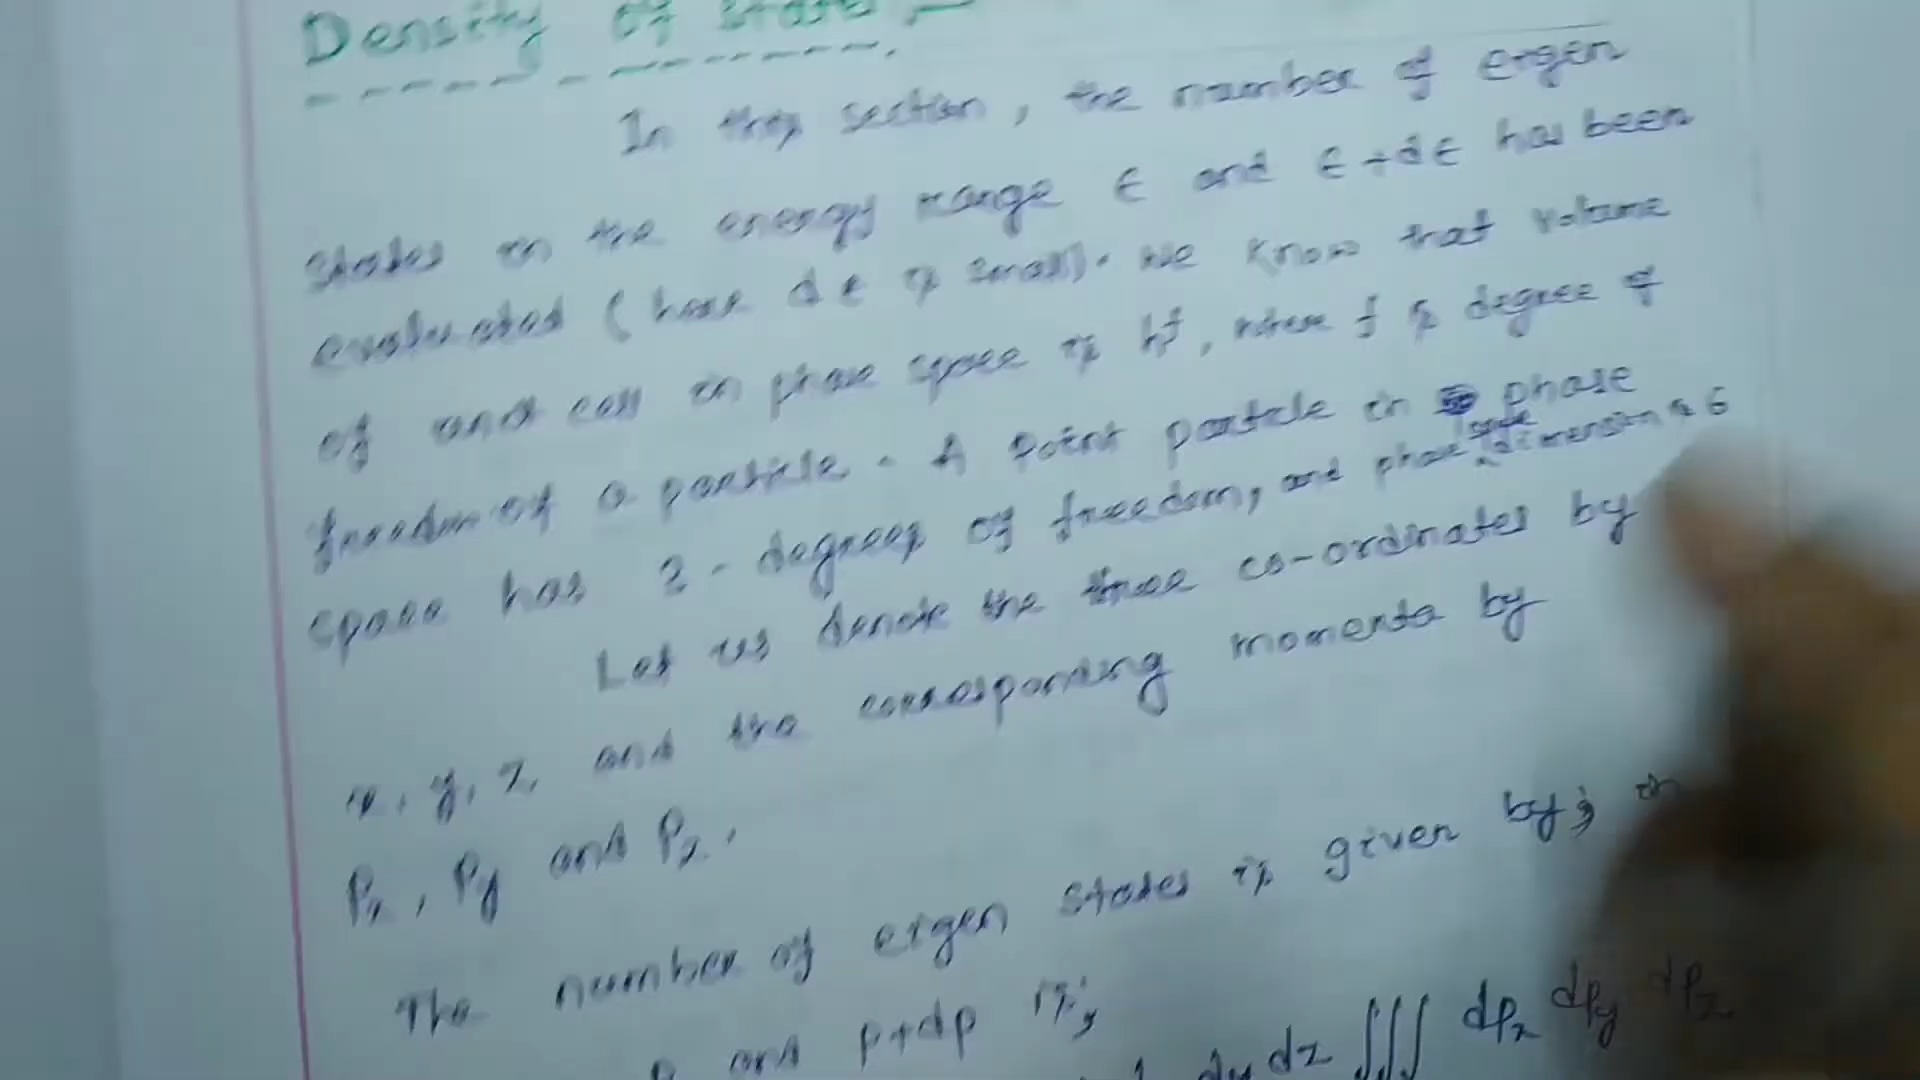 Density of states
In this section, the number of eigen
states in the energy range ϵ and ϵ+dϵ has been
evaluated (here dϵ is small). We know that volume
of unit cell in phase space is h^f, where f is degree of
freedom of a particle. A point particle in phase
space has 3-degrees of freedom, and phase space dimension is 6
Let us denote the three co-ordinates by
x, y, z, and the corresponding momenta by
Px, Py and Pz.
The number of eigen states is given by; in
P and p+dp is;
dy dz ∭ dpx dpy dpz